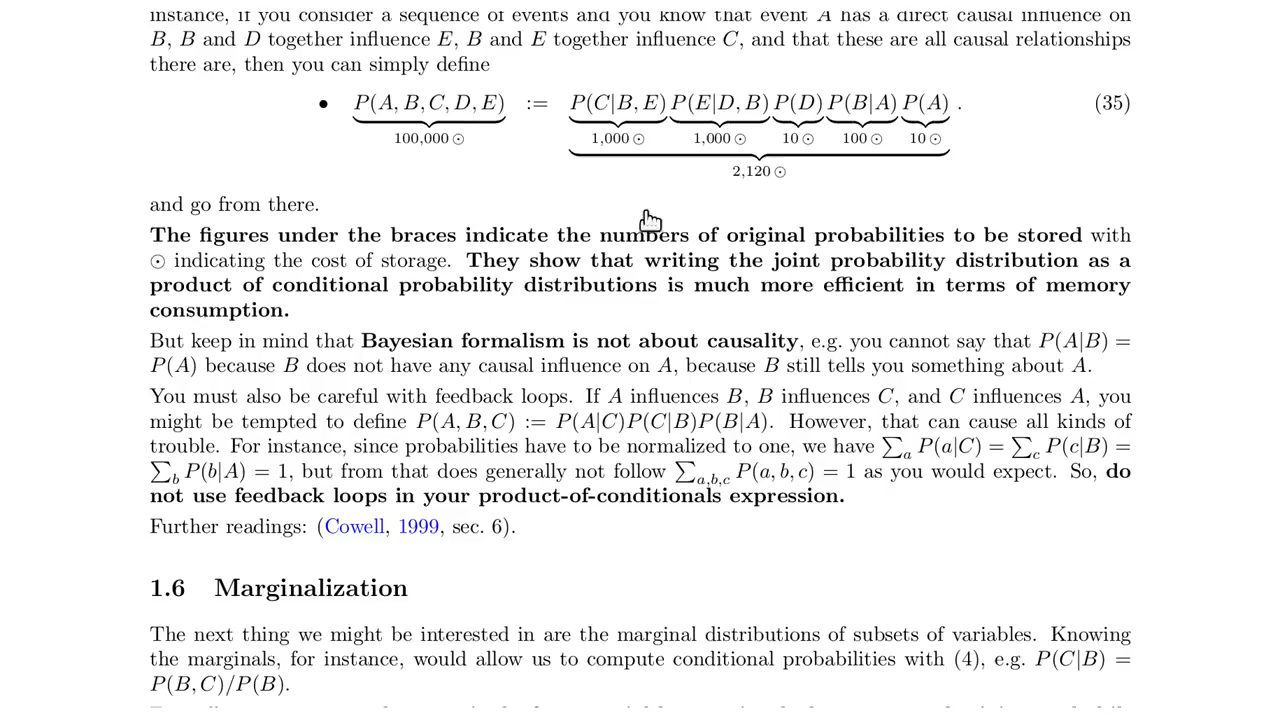 instance, if you consider a sequence of events and you know that event A has a direct causal influence on
B, B and D together influence E, B and E together influence C, and that these are all causal relationships
there are, then you can simply define
• P(A, B, C, D, E) := P(C|B, E) P(E|D, B) P(D) P(B|A) P(A) . (35)
100,000 ⊙ 1,000 ⊙ 1,000 ⊙ 10 ⊙ 100 ⊙ 10 ⊙
2,120 ⊙
and go from there.
The figures under the braces indicate the numbers of original probabilities to be stored with
⊙ indicating the cost of storage. They show that writing the joint probability distribution as a
product of conditional probability distributions is much more efficient in terms of memory
consumption.
But keep in mind that Bayesian formalism is not about causality, e.g. you cannot say that P(A|B) =
P(A) because B does not have any causal influence on A, because B still tells you something about A.
You must also be careful with feedback loops. If A influences B, B influences C, and C influences A, you
might be tempted to define P(A, B, C) := P(A|C)P(C|B)P(B|A). However, that can cause all kinds of
trouble. For instance, since probabilities have to be normalized to one, we have ∑a P(a|C) = ∑c P(c|B) =
∑b P(b|A) = 1, but from that does generally not follow ∑a,b,c P(a, b, c) = 1 as you would expect. So, do
not use feedback loops in your product-of-conditionals expression.
Further readings: (Cowell, 1999, sec. 6).
1.6 Marginalization
The next thing we might be interested in are the marginal distributions of subsets of variables. Knowing
the marginals, for instance, would allow us to compute conditional probabilities with (4), e.g. P(C|B) =
P(B, C)/P(B).